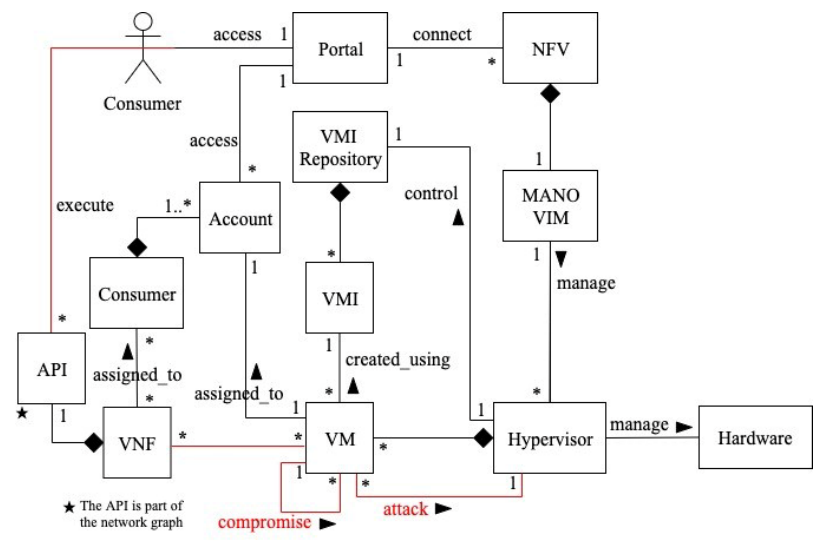 access
1
Portal
connect
NFV
1
*
1
Consumer
access
*
VMI
Repository
1
1
MANO
VIM
control
execute
1..*
Account
1
1
manage
*
Consumer
VMI
*
*
API
1
assigned_to
*
1
created_using
*
assigned_to
1
*
1
*
VNF
*
*
VM
*
Hypervisor
manage
Hardware
1
*
*
1
★ The API is part of
the network graph
compromise
attack